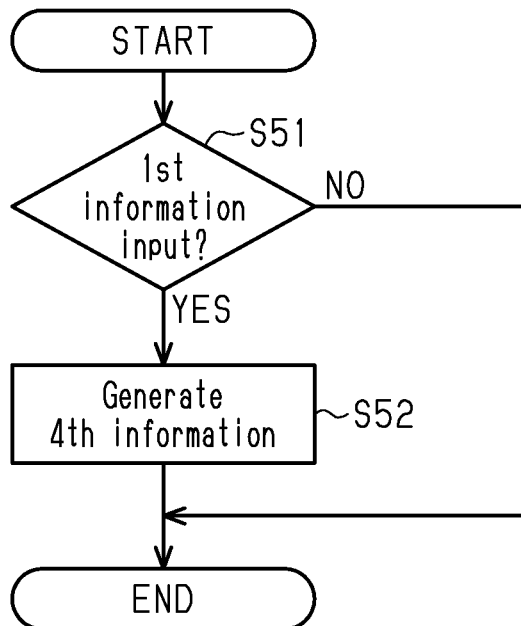 START
S51
1st
information
input?
NO
YES
Generate
4th information
S52
END